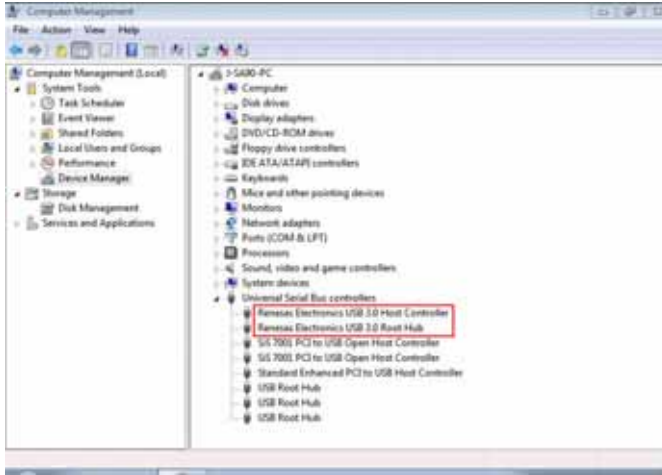 Computer Management
File Action View Help
Computer Management (Local)
System Tools
Task Scheduler
Event Viewer
Shared Folders
Local Users and Groups
Performance
Device Manager
Storage
Disk Management
Services and Applications
Computer
Disk drives
Display adapters
DVD/CD-ROM drives
Floppy drive controllers
IDE ATA/ATAPI controllers
Keyboards
Mice and other pointing devices
Monitors
Network adapters
Ports (COM & LPT)
Processors
Sound, video and game controllers
System devices
Universal Serial Bus controllers
Renesas Electronics USB 3.0 Host Controller
Renesas Electronics USB 3.0 Root Hub
SiS 7001 PCI to USB Open Host Controller
SiS 7001 PCI to USB Open Host Controller
Standard Enhanced PCI to USB Host Controller
USB Root Hub
USB Root Hub
USB Root Hub